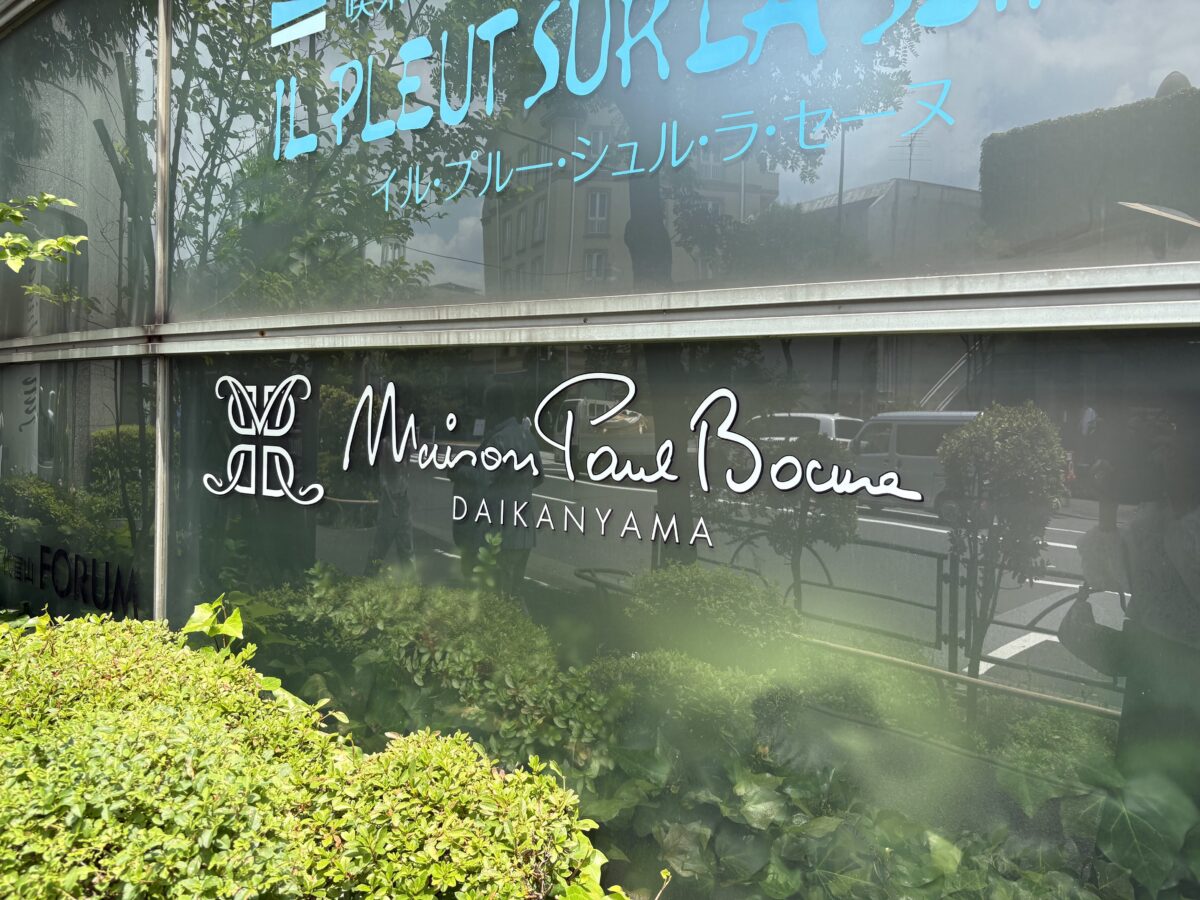 IL PLEUT SUR LA
イル・プルー・シュル・ラ・セーヌ
Maison Paul Bocuse
DAIKANYAMA
FORUM